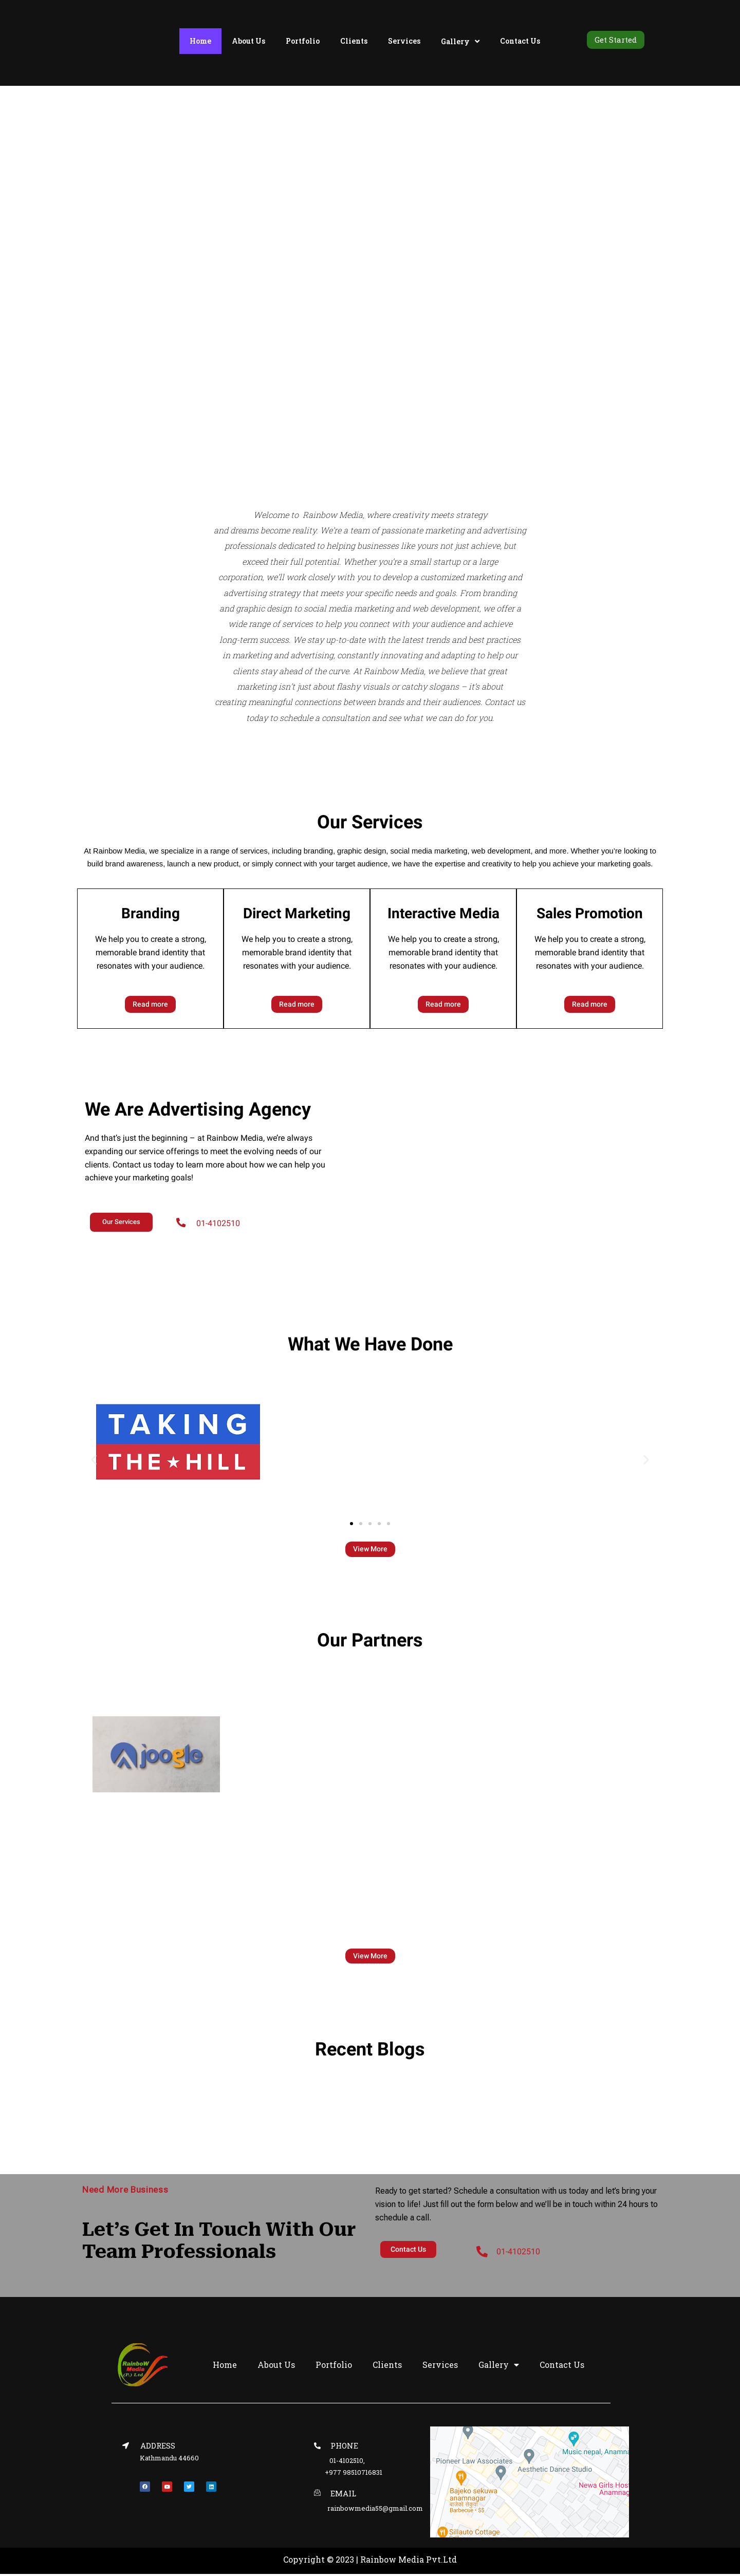 Home About Us Portfolio Clients Services Gallery Contact Us Get Started
Welcome to  Rainbow Media, where creativity meets strategy
and dreams become reality. We're a team of passionate marketing and advertising
professionals dedicated to helping businesses like yours not just achieve, but
exceed their full potential. Whether you're a small startup or a large
corporation, we'll work closely with you to develop a customized marketing and
advertising strategy that meets your specific needs and goals. From branding
and graphic design to social media marketing and web development, we offer a
wide range of services to help you connect with your audience and achieve
long-term success. We stay up-to-date with the latest trends and best practices
in marketing and advertising, constantly innovating and adapting to help our
clients stay ahead of the curve. At Rainbow Media, we believe that great
marketing isn't just about flashy visuals or catchy slogans – it's about
creating meaningful connections between brands and their audiences. Contact us
today to schedule a consultation and see what we can do for you.
Our Services
At Rainbow Media, we specialize in a range of services, including branding, graphic design, social media marketing, web development, and more. Whether you're looking to
build brand awareness, launch a new product, or simply connect with your target audience, we have the expertise and creativity to help you achieve your marketing goals.
Branding
We help you to create a strong,
memorable brand identity that
resonates with your audience.
Read more
Direct Marketing
We help you to create a strong,
memorable brand identity that
resonates with your audience.
Read more
Interactive Media
We help you to create a strong,
memorable brand identity that
resonates with your audience.
Read more
Sales Promotion
We help you to create a strong,
memorable brand identity that
resonates with your audience.
Read more
We Are Advertising Agency
And that's just the beginning – at Rainbow Media, we're always
expanding our service offerings to meet the evolving needs of our
clients. Contact us today to learn more about how we can help you
achieve your marketing goals!
Our Services 01-4102510
What We Have Done
TAKING
THE★HILL
View More
Our Partners
joogle
View More
Recent Blogs
Need More Business
Let's Get In Touch With Our
Team Professionals
Ready to get started? Schedule a consultation with us today and let's bring your
vision to life! Just fill out the form below and we'll be in touch within 24 hours to
schedule a call.
Contact Us 01-4102510
Rainbow
Media
(P.) Ltd
Home About Us Portfolio Clients Services Gallery Contact Us
ADDRESS
Kathmandu 44660
PHONE
01-4102510,
+977 98510716831
EMAIL
rainbowmedia55@gmail.com
Music.nepal, Anamna
Pioneer Law Associates
Aesthetic Dance Studio
Newa Girls Host
Anamnag
Bajeko sekuwa
anamnagar
Barbecue • $$
Sillauto Cottage
Copyright © 2023 | Rainbow Media Pvt.Ltd